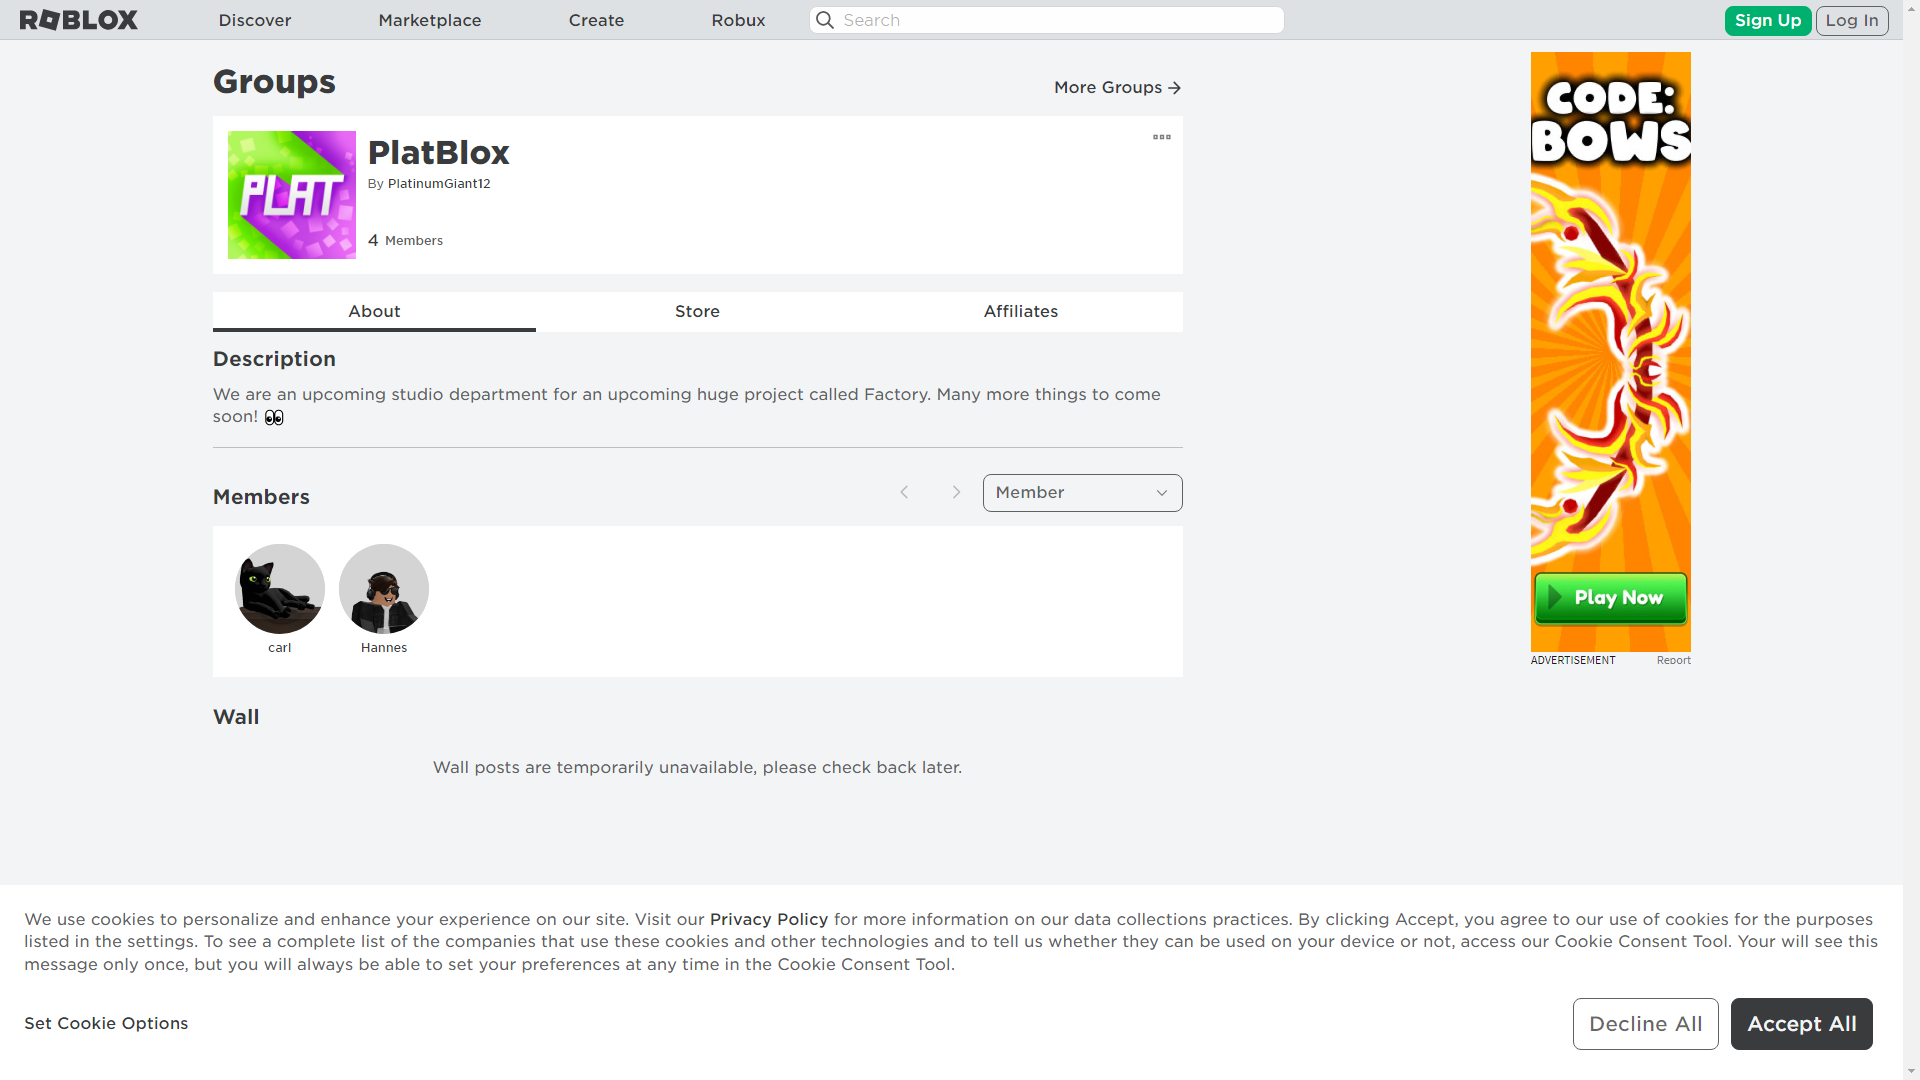 ROBLOX
Discover
Marketplace
Create
Robux
Search
Sign Up
Log In
Groups
More Groups
PLAT
PlatBlox
By PlatinumGiant12
4 Members
About
Store
Affiliates
Description
We are an upcoming studio department for an upcoming huge project called Factory. Many more things to come
soon! 👀
Members
Member
carl
Hannes
Wall
Wall posts are temporarily unavailable, please check back later.
CODE:
BOWS
Play Now
ADVERTISEMENT
Report
We use cookies to personalize and enhance your experience on our site. Visit our Privacy Policy for more information on our data collections practices. By clicking Accept, you agree to our use of cookies for the purposes
listed in the settings. To see a complete list of the companies that use these cookies and other technologies and to tell us whether they can be used on your device or not, access our Cookie Consent Tool. Your will see this
message only once, but you will always be able to set your preferences at any time in the Cookie Consent Tool.
Set Cookie Options
Decline All
Accept All